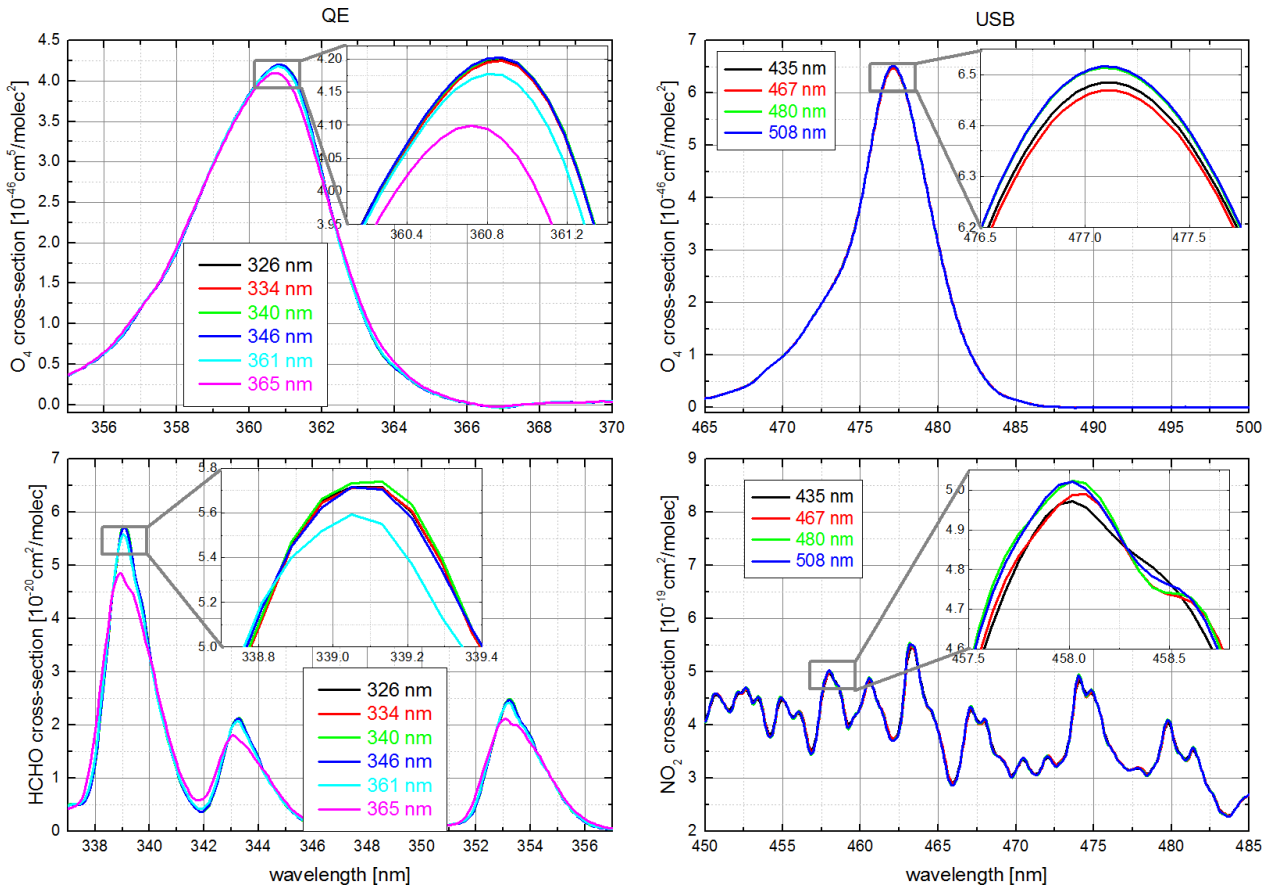 QE
USB
O₄ cross-section [10⁻⁴⁶cm⁵/molec²]
4.5
4.0
3.5
3.0
2.5
2.0
1.5
1.0
0.5
0.0
356 358 360 362 364 366 368 370
4.20
4.15
4.10
4.05
4.00
3.95
360.4 360.8 361.2
326 nm
334 nm
340 nm
346 nm
361 nm
365 nm
O₄ cross-section [10⁻⁴⁶cm⁵/molec²]
7
6
5
4
3
2
1
0
465 470 475 480 485 490 495 500
435 nm
467 nm
480 nm
508 nm
6.5
6.4
6.3
6.2
476.5 477.0 477.5
HCHO cross-section [10⁻²⁰cm²/molec]
7
6
5
4
3
2
1
0
338 340 342 344 346 348 350 352 354 356
wavelength [nm]
5.8
5.6
5.4
5.2
5.0
338.8 339.0 339.2 339.4
326 nm
334 nm
340 nm
346 nm
361 nm
365 nm
NO₂ cross-section [10⁻¹⁹cm²/molec]
9
8
7
6
5
4
3
2
450 455 460 465 470 475 480 485
wavelength [nm]
435 nm
467 nm
480 nm
508 nm
5.0
4.9
4.8
4.7
4.6
457.5 458.0 458.5